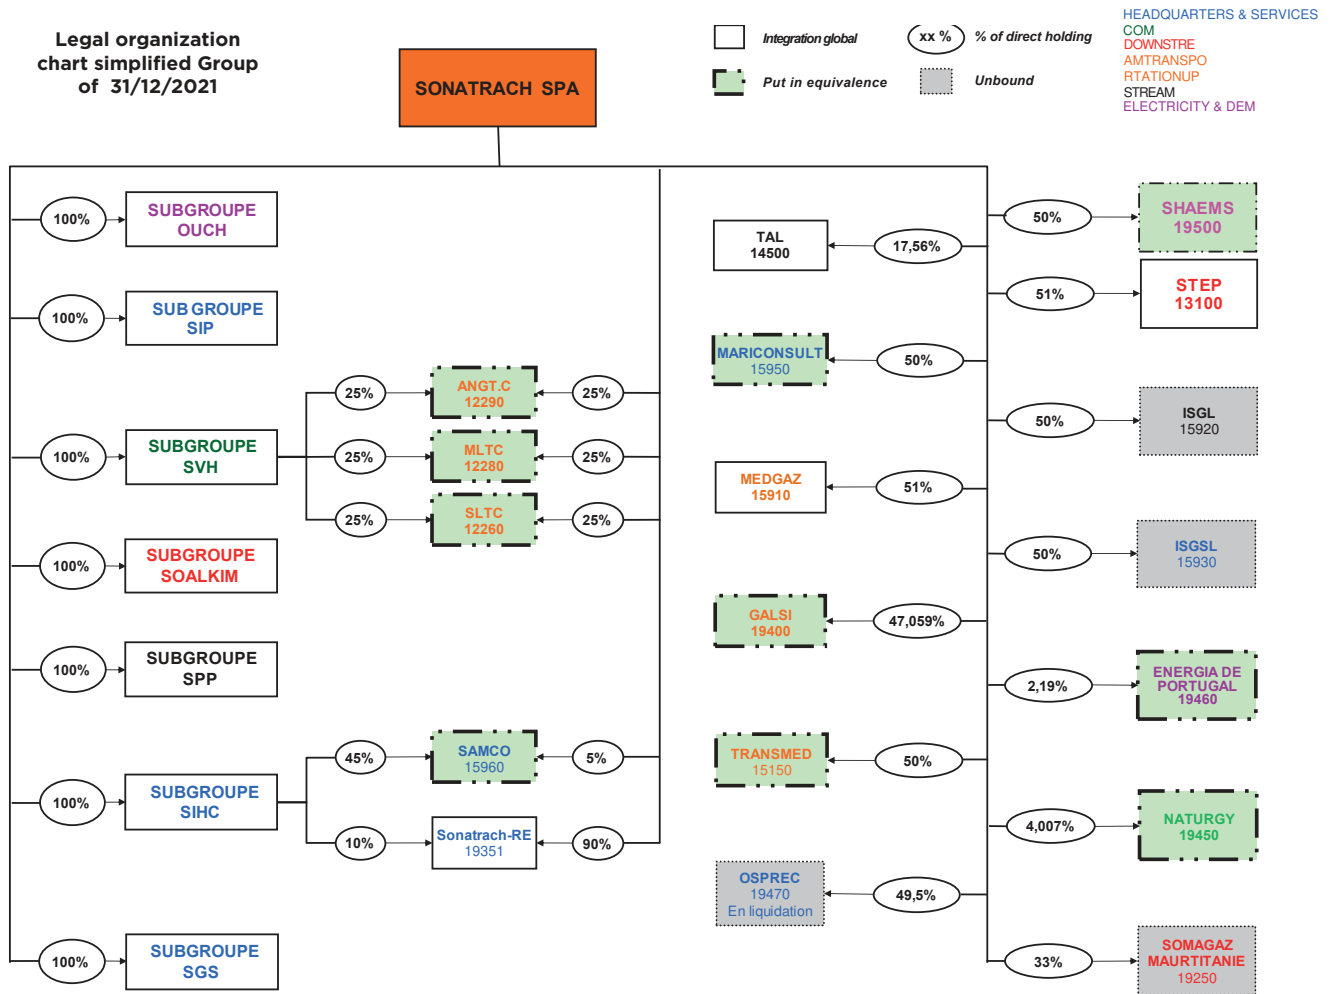 Legal organization
chart simplified Group
of 31/12/2021
SONATRACH SPA
Integration global
xx %
% of direct holding
Put in equivalence
Unbound
HEADQUARTERS & SERVICES
COM
DOWNSTRE
AMTRANSPO
RTATIONUP
STREAM
ELECTRICITY & DEM
100%
SUBGROUPE
OUCH
100%
SUB GROUPE
SIP
100%
SUBGROUPE
SVH
100%
SUBGROUPE
SOALKIM
100%
SUBGROUPE
SPP
100%
SUBGROUPE
SIHC
100%
SUBGROUPE
SGS
25%
ANGT.C
12290
25%
25%
MLTC
12280
25%
25%
SLTC
12260
25%
45%
SAMCO
15960
5%
10%
Sonatrach-RE
19351
90%
TAL
14500
17,56%
MARICONSULT
15950
50%
MEDGAZ
15910
51%
GALSI
19400
47,059%
TRANSMED
15150
50%
OSPREC
19470
En liquidation
49,5%
50%
SHAEMS
19500
51%
STEP
13100
50%
ISGL
15920
50%
ISGSL
15930
2,19%
ENERGIA DE
PORTUGAL
19460
4,007%
NATURGY
19450
33%
SOMAGAZ
MAURTITANIE
19250